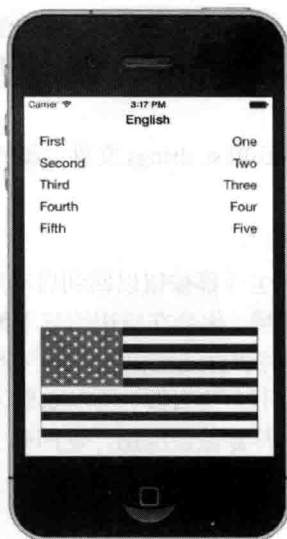 Carrier 3:17 PM
English
First One
Second Two
Third Three
Fourth Four
Fifth Five